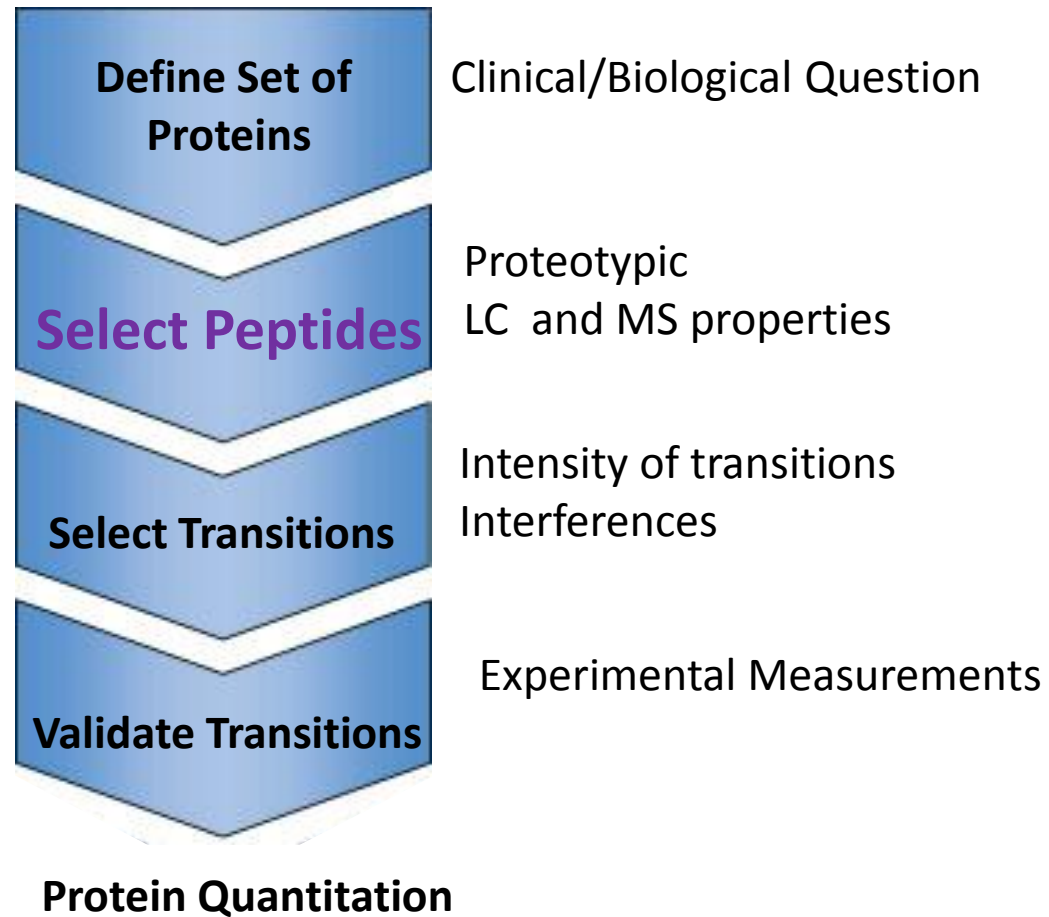 Define Set of
Proteins
Clinical/Biological Question
Select Peptides
Proteotypic
LC and MS properties
Select Transitions
Intensity of transitions
Interferences
Validate Transitions
Experimental Measurements
Protein Quantitation